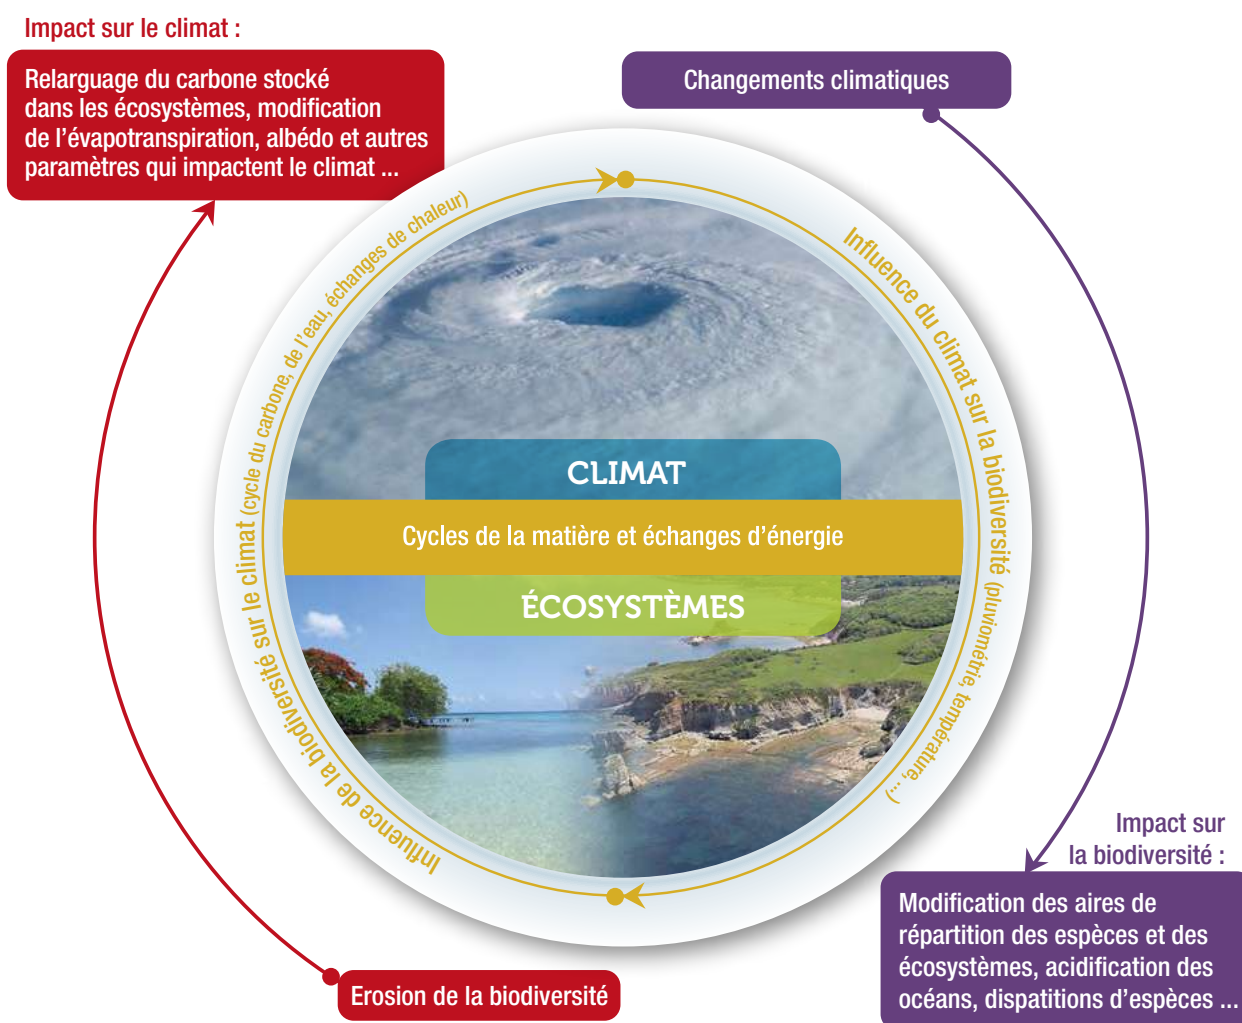 Impact sur le climat :
Relarguage du carbone stocké
dans les écosystèmes, modification
de l'évapotranspiration, albédo et autres
paramètres qui impactent le climat ...
Changements climatiques
Influence de la biodiversité sur le climat (cycle du carbone, de l'eau, échanges de chaleur)
Influence du climat sur la biodiversité (pluviométrie, température, ...)
CLIMAT
Cycles de la matière et échanges d'énergie
ÉCOSYSTÈMES
Impact sur
la biodiversité :
Modification des aires de
répartition des espèces et des
écosystèmes, acidification des
océans, dispatitions d'espèces ...
Erosion de la biodiversité